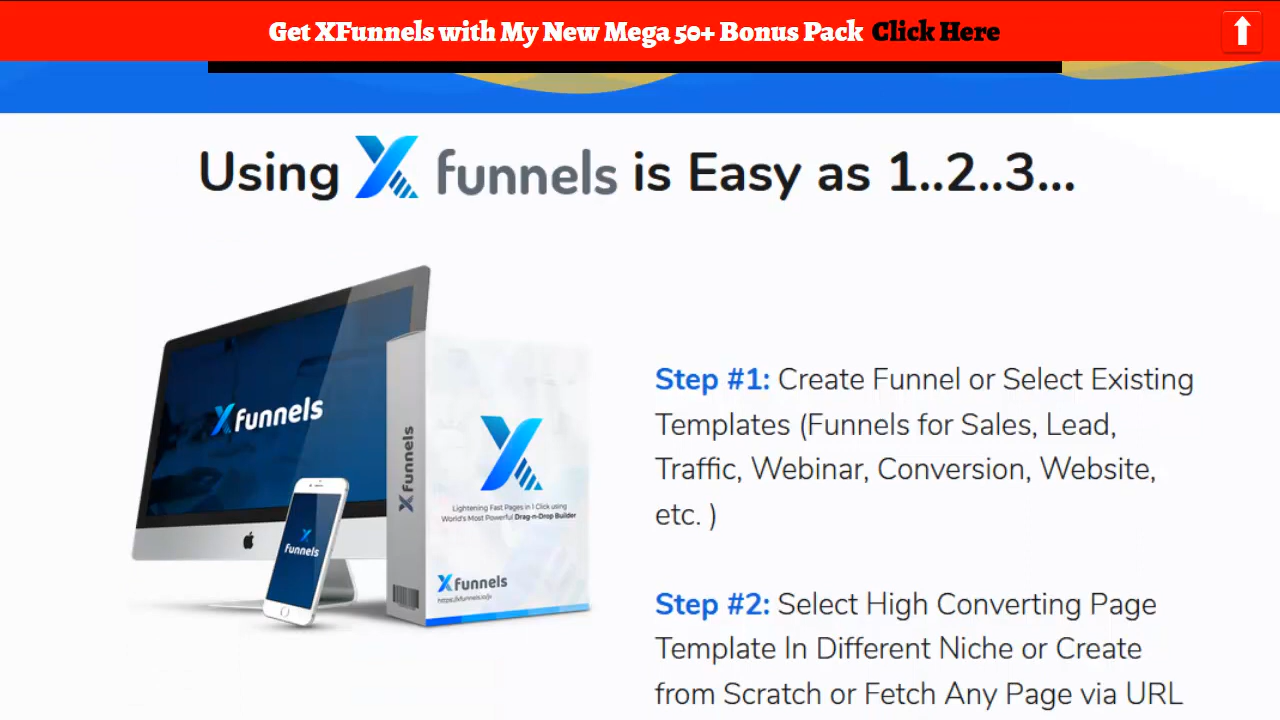 Get XFunnels with My New Mega 50+ Bonus Pack Click Here
Using X funnels is Easy as 1..2..3...
X funnels
X funnels
X funnels
X
Lightening Fast Pages in 1 Click using
World's Most Powerful Drag-n-Drop Builder
X funnels
Step #1: Create Funnel or Select Existing
Templates (Funnels for Sales, Lead,
Traffic, Webinar, Conversion, Website,
etc. )
Step #2: Select High Converting Page
Template In Different Niche or Create
from Scratch or Fetch Any Page via URL